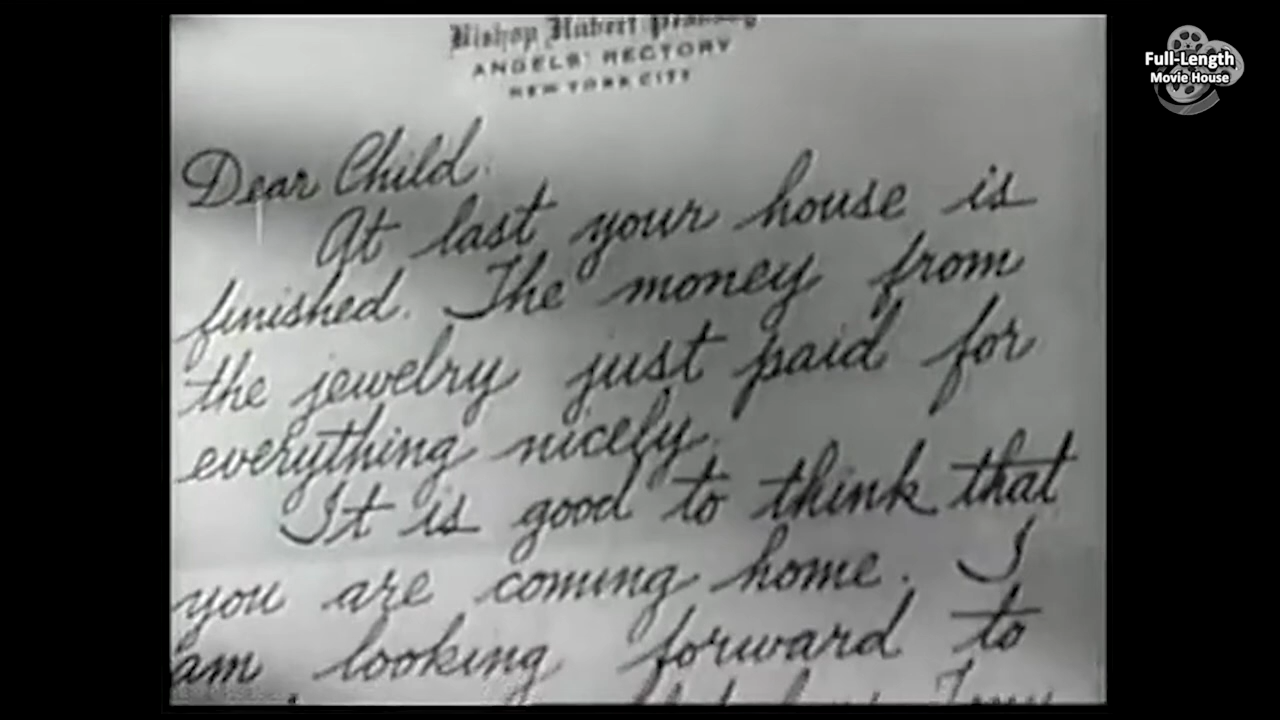 Bishop Hubert
ANGELS' RECTORY
NEW YORK CITY
Dear Child.
At last your house is
finished. The money from
the jewelry just paid for
everything nicely.
It is good to think that
you are coming home. I
am looking forward to
Full-Length
Movie House